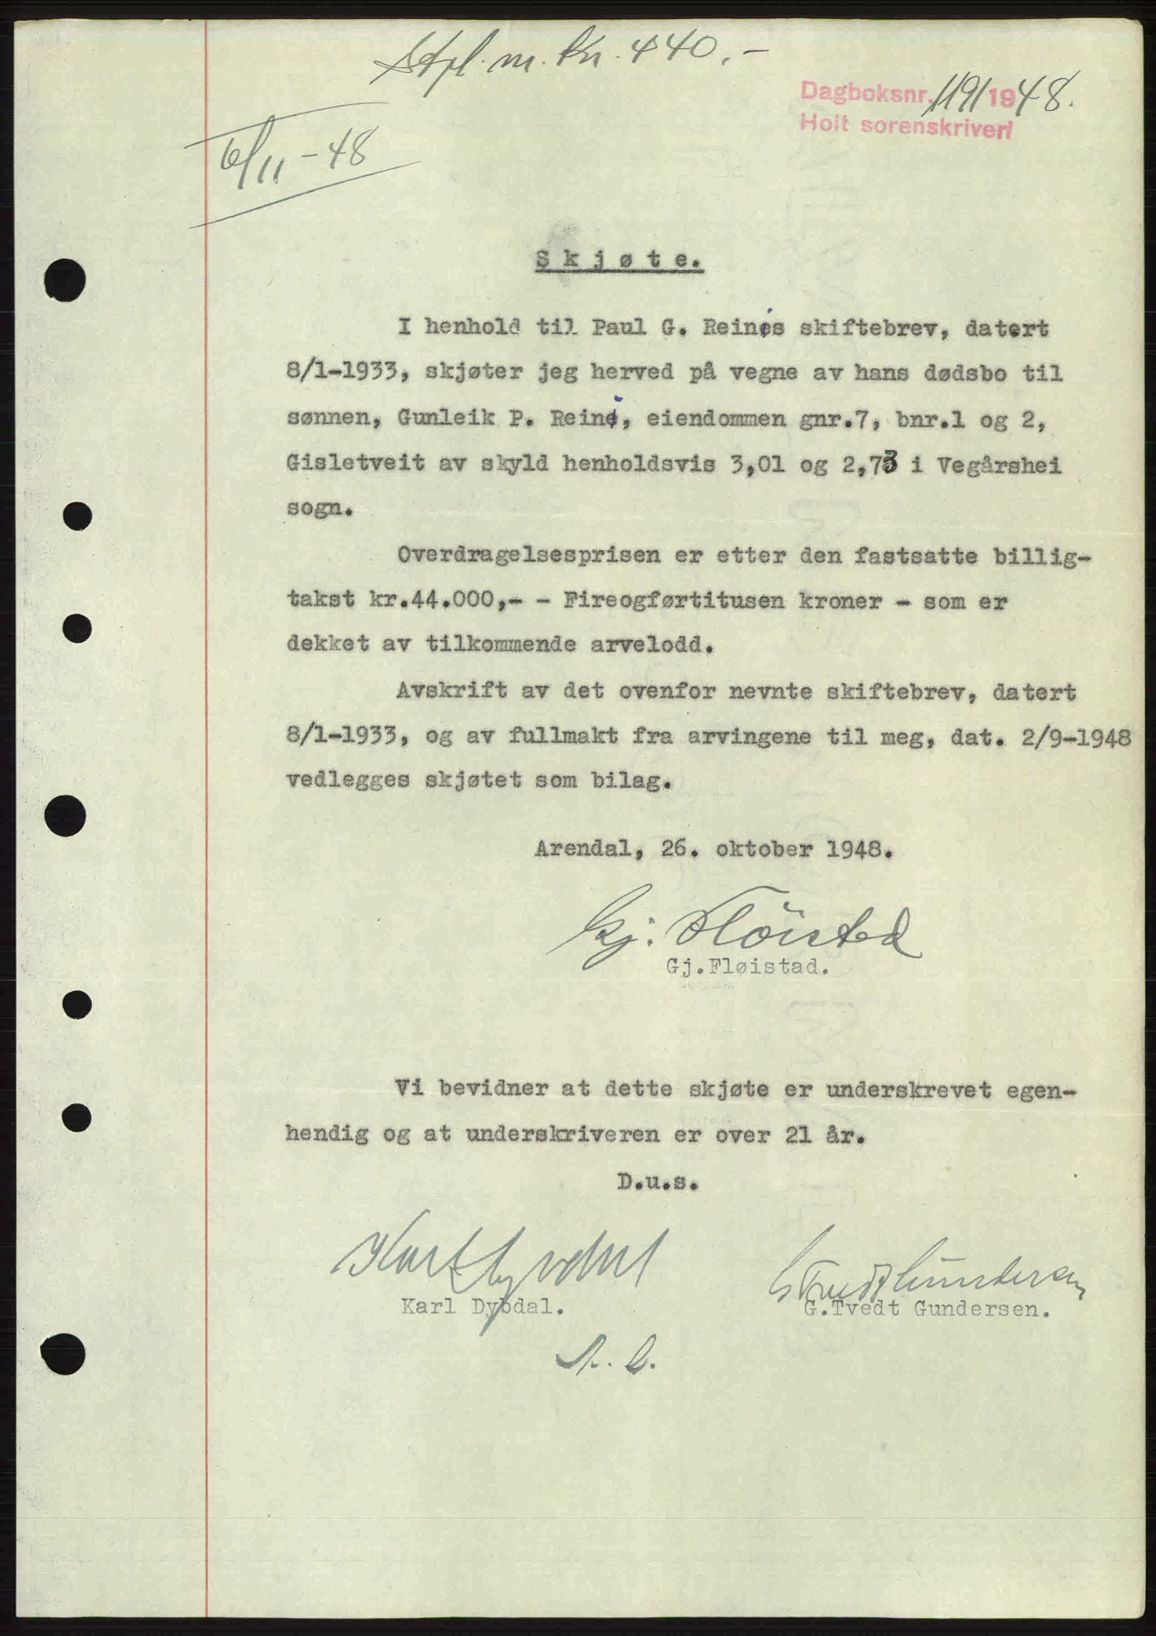 Stpl. m. Kr. 440.-
Dagboksnr. 1191 1948.
Holt sorenskriveri
6/11-48
Skjøte.
I henhold til Paul G. Reinés skiftebrev, datert
8/1-1933, skjøter jeg herved på vegne av hans dødsbo til
sønnen, Gunleik P. Reiné, eiendommen gnr.7, bnr.1 og 2,
Gisletveit av skyld henholdsvis 3,01 og 2,73 i Vegårshei
sogn.
Overdragelsesprisen er etter den fastsatte billig-
takst kr.44.000,- - Fireogførtitusen kroner - som er
dekket av tilkommende arvelodd.
Avskrift av det ovenfor nevnte skiftebrev, datert
8/1-1933, og av fullmakt fra arvingene til meg, dat. 2/9-1948
vedlegges skjøtet som bilag.
Arendal, 26. oktober 1948.
Gj. Fløistad
Gj.Fløistad.
Vi bevidner at dette skjøte er underskrevet egen-
hendig og at underskriveren er over 21 år.
D.u.s.
Karl Dybdal
G Tvedt Gundersen
Karl Dybdal.
G.Tvedt Gundersen.